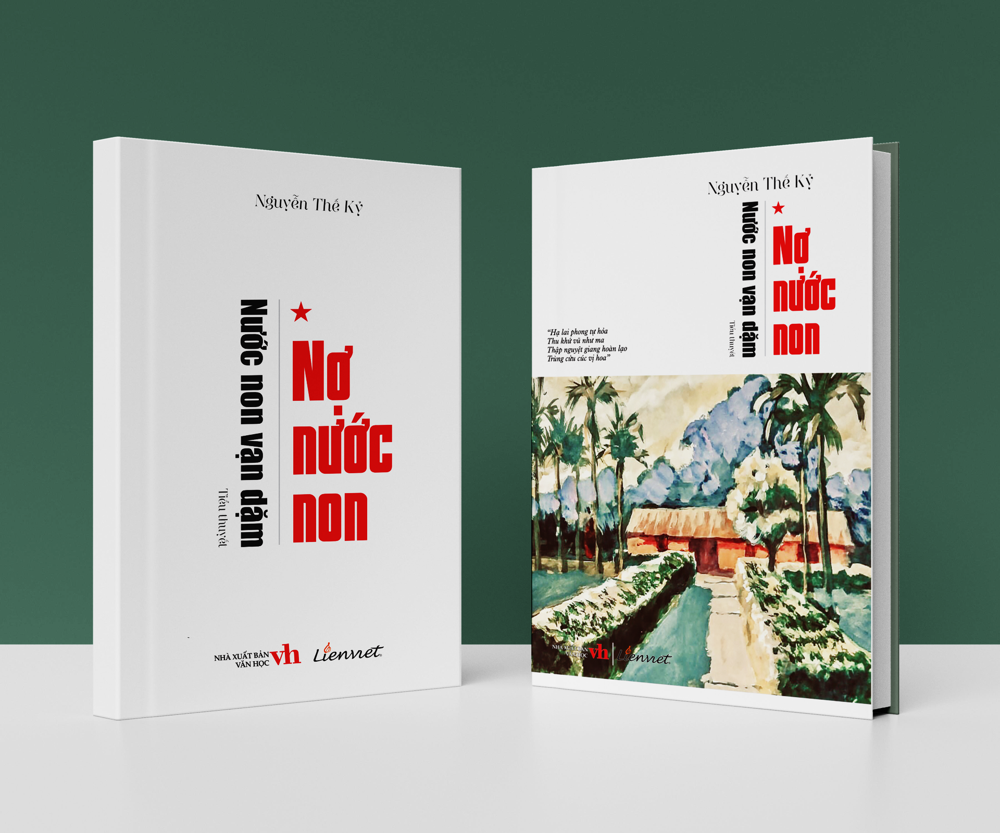 Nguyễn Thế Kỷ
Nước non vạn dặm
Tiểu thuyết
Nợ
nước
non
NHÀ XUẤT BẢN
VĂN HỌC
vh
Lienviet®
Nguyễn Thế Kỷ
Nước non vạn dặm
Tiểu thuyết
Nợ
nước
non
“Hạ lai phong tự hỏa
Thu khứ vũ như ma
Thập nguyệt giang hoàn lạo
Trùng cửu cúc vị hoa”
NHÀ XUẤT BẢN
VĂN HỌC
vh
Lienviet®